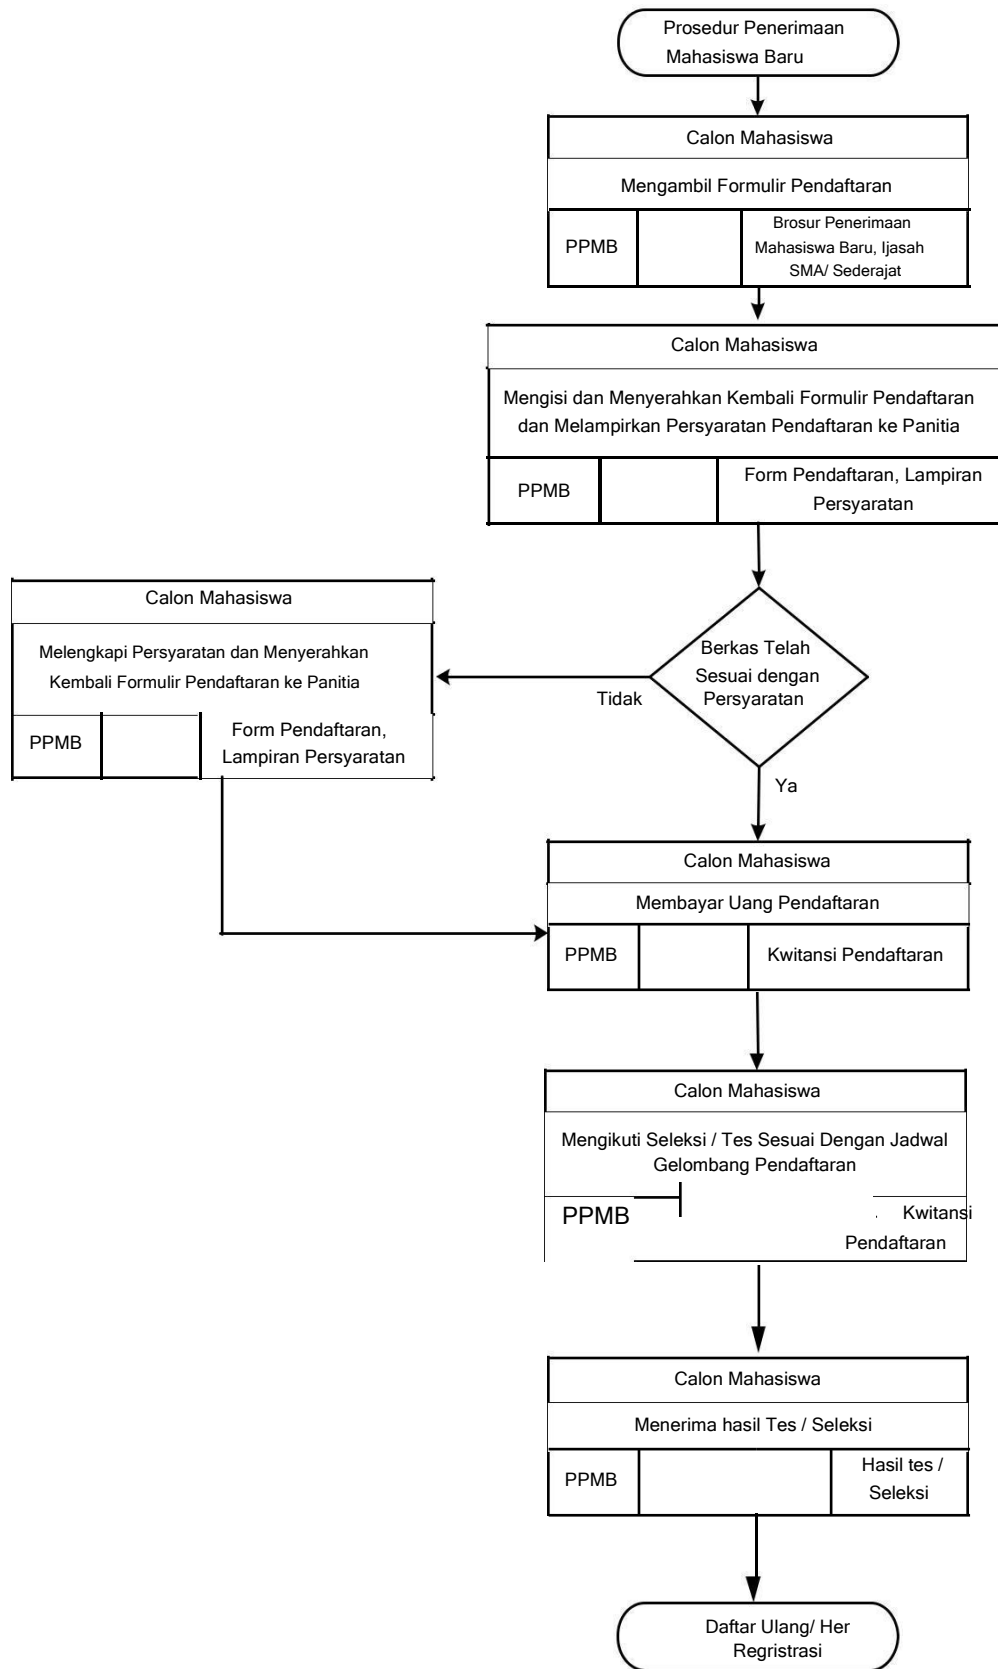 Prosedur Penerimaan
Mahasiswa Baru
Calon Mahasiswa
Mengambil Formulir Pendaftaran
PPMB
Brosur Penerimaan
Mahasiswa Baru, Ijasah
SMA/ Sederajat
Calon Mahasiswa
Mengisi dan Menyerahkan Kembali Formulir Pendaftaran
dan Melampirkan Persyaratan Pendaftaran ke Panitia
PPMB
Form Pendaftaran, Lampiran
Persyaratan
Berkas Telah
Sesuai dengan
Persyaratan
Tidak
Ya
Calon Mahasiswa
Melengkapi Persyaratan dan Menyerahkan
Kembali Formulir Pendaftaran ke Panitia
PPMB
Form Pendaftaran,
Lampiran Persyaratan
Calon Mahasiswa
Membayar Uang Pendaftaran
PPMB
Kwitansi Pendaftaran
Calon Mahasiswa
Mengikuti Seleksi / Tes Sesuai Dengan Jadwal
Gelombang Pendaftaran
PPMB
. Kwitansi
Pendaftaran
Calon Mahasiswa
Menerima hasil Tes / Seleksi
PPMB
Hasil tes /
Seleksi
Daftar Ulang/ Her
Regristrasi